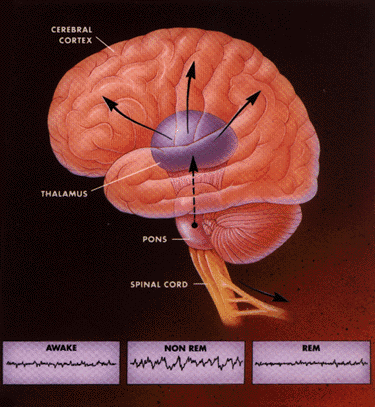 CEREBRAL
CORTEX
THALAMUS
PONS
SPINAL CORD
AWAKE
NON REM
REM